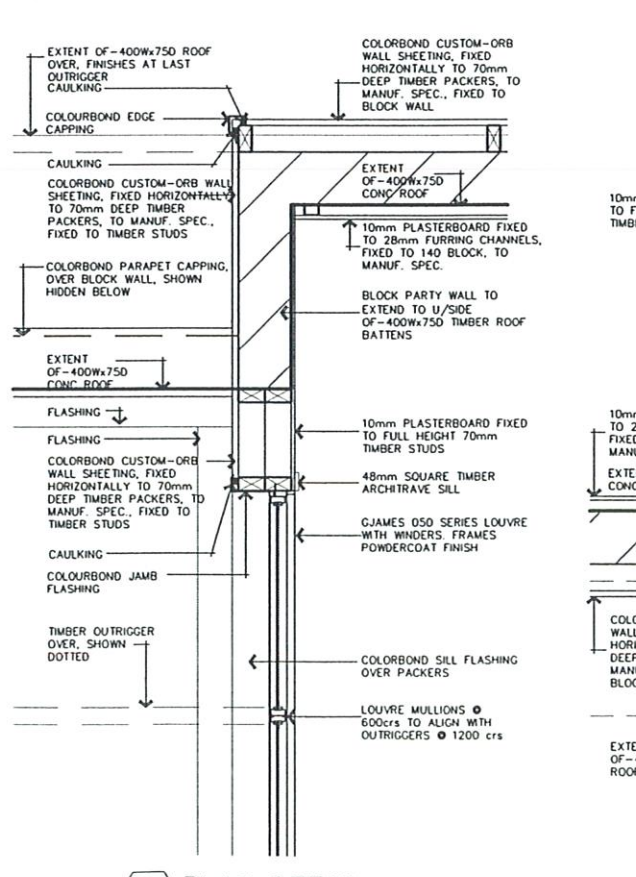 EXTENT OF-400Wx75D ROOF
OVER, FINISHES AT LAST
OUTRIGGER
CAULKING
COLOURBOND EDGE
CAPPING
CAULKING
COLORBOND CUSTOM-ORB WALL
SHEETING, FIXED HORIZONTALLY
TO 70mm DEEP TIMBER
PACKERS, TO MANUF. SPEC.,
FIXED TO TIMBER STUDS
COLORBOND PARAPET CAPPING,
OVER BLOCK WALL, SHOWN
HIDDEN BELOW
EXTENT
OF-400Wx75D
CONC ROOF
FLASHING
FLASHING
COLORBOND CUSTOM-ORB
WALL SHEETING, FIXED
HORIZONTALLY TO 70mm
DEEP TIMBER PACKERS, TO
MANUF. SPEC., FIXED TO
TIMBER STUDS
CAULKING
COLOURBOND JAMB
FLASHING
TIMBER OUTRIGGER
OVER, SHOWN
DOTTED
COLORBOND CUSTOM-ORB
WALL SHEETING, FIXED
HORIZONTALLY TO 70mm
DEEP TIMBER PACKERS, TO
MANUF. SPEC., FIXED TO
BLOCK WALL
EXTENT
OF-400Wx75D
CONC ROOF
10mm PLASTERBOARD FIXED
TO 28mm FURRING CHANNELS,
FIXED TO 140 BLOCK, TO
MANUF. SPEC.
BLOCK PARTY WALL TO
EXTEND TO U/SIDE
OF-400Wx75D TIMBER ROOF
BATTENS
10mm PLASTERBOARD FIXED
TO FULL HEIGHT 70mm
TIMBER STUDS
48mm SQUARE TIMBER
ARCHITRAVE SILL
GJAMES 050 SERIES LOUVRE
WITH WINDERS. FRAMES
POWDERCOAT FINISH
COLORBOND SILL FLASHING
OVER PACKERS
LOUVRE MULLIONS @
600crs TO ALIGN WITH
OUTRIGGERS @ 1200 crs
TO
TO